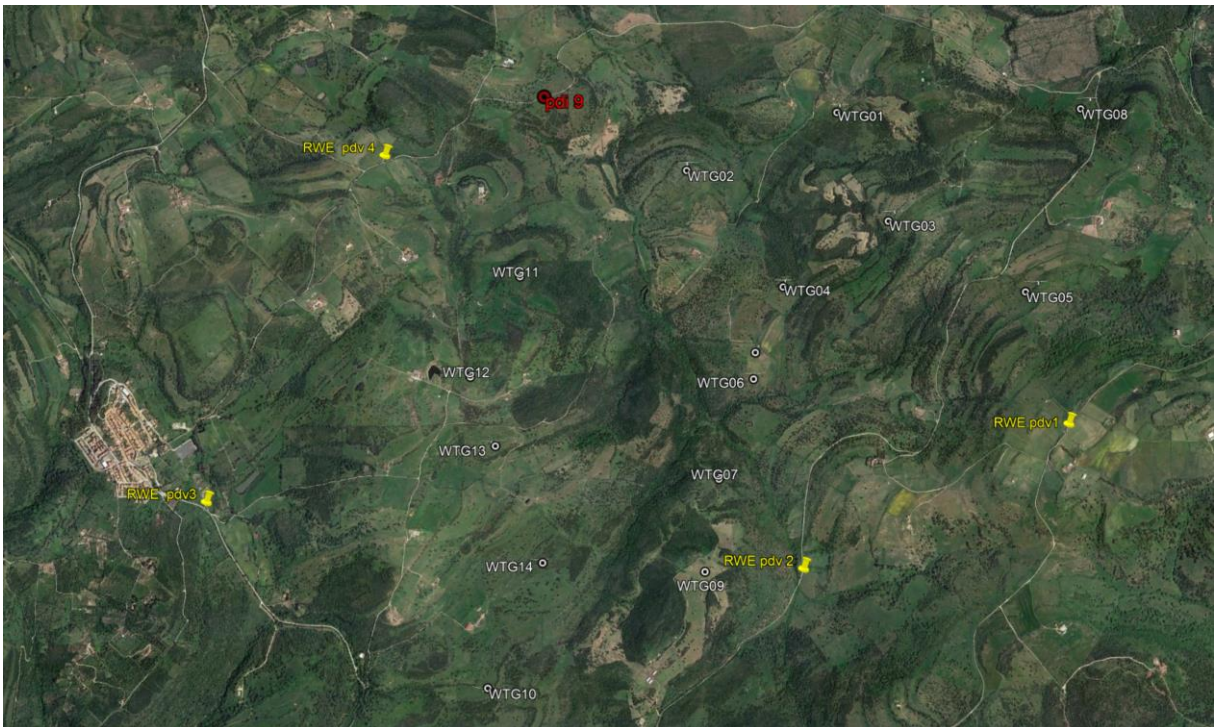 pdi 9
WTG01
WTG08
RWE pdv 4
WTG02
WTG03
WTG11
WTG04
WTG05
WTG12
WTG06
RWE pdv1
WTG13
WTG07
RWE pdv3
WTG14
RWE pdv 2
WTG09
WTG10